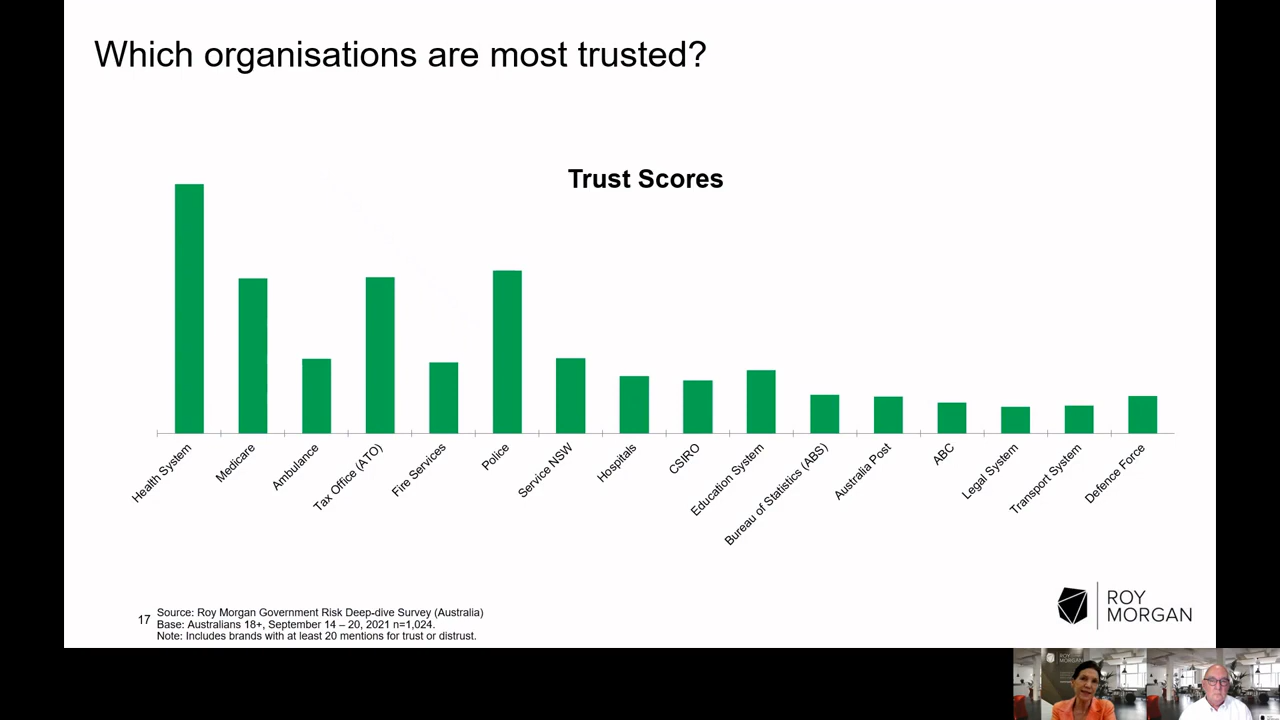 Which organisations are most trusted?
Trust Scores
Health System
Medicare
Ambulance
Tax Office (ATO)
Fire Services
Police
Service NSW
Hospitals
CSIRO
Education System
Bureau of Statistics (ABS)
Australia Post
ABC
Legal System
Transport System
Defence Force
17
Source: Roy Morgan Government Risk Deep-dive Survey (Australia)
Base: Australians 18+, September 14 – 20, 2021 n=1,024.
Note: Includes brands with at least 20 mentions for trust or distrust.
ROY
MORGAN
ROY
MORGAN